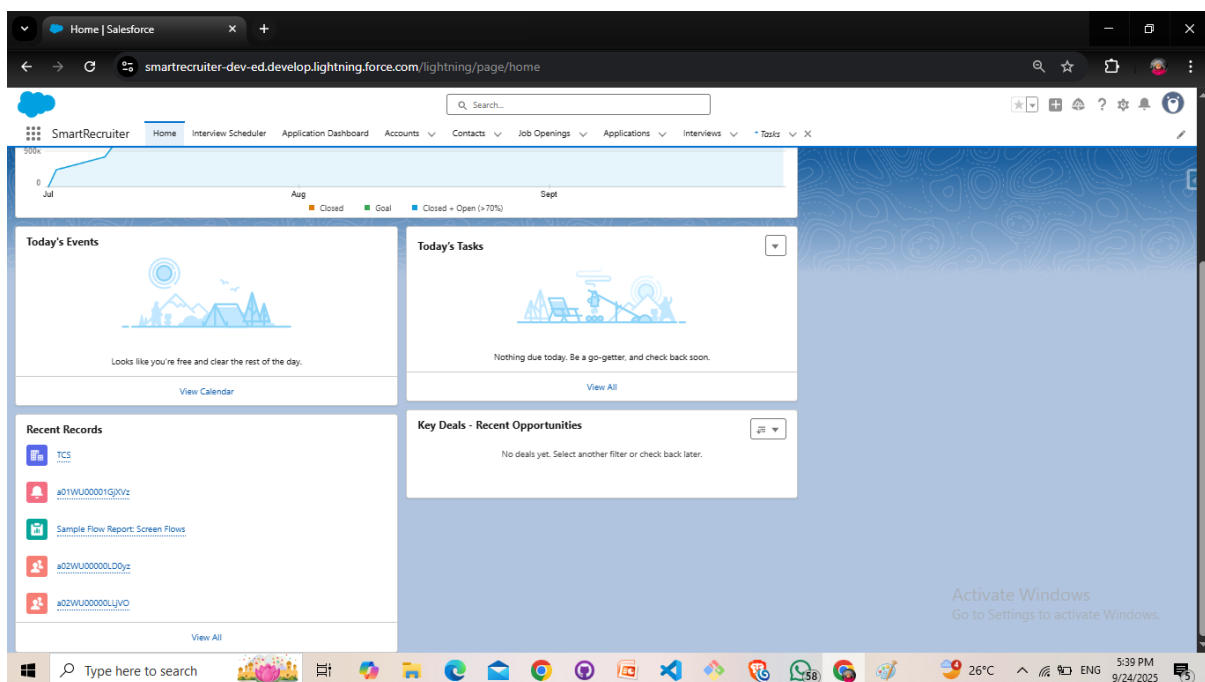 Home | Salesforce
smartrecruiter-dev-ed.develop.lightning.force.com/lightning/page/home
Search...
SmartRecruiter Home Interview Scheduler Application Dashboard Accounts Contacts Job Openings Applications Interviews * Tasks
900K
0
Jul Aug Sept
Closed Goal Closed + Open (>70%)
Today's Events
Looks like you're free and clear the rest of the day.
View Calendar
Today's Tasks
Nothing due today. Be a go-getter, and check back soon.
View All
Recent Records
TCS
a01WU00001GjXVz
Sample Flow Report: Screen Flows
a02WU00000LD0yz
a02WU00000LLjVO
View All
Key Deals - Recent Opportunities
No deals yet. Select another filter or check back later.
Activate Windows
Go to Settings to activate Windows.
Type here to search
58
26°C
ENG
5:39 PM
9/24/2025
5